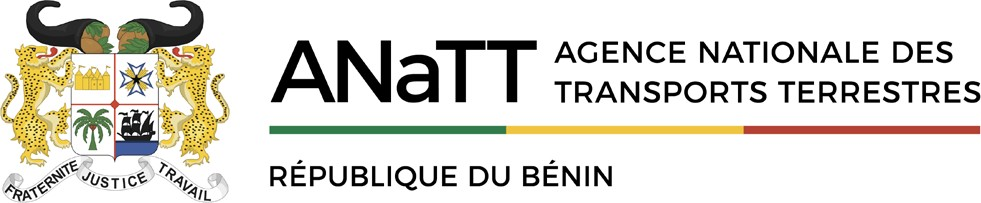 ANaTT
AGENCE NATIONALE DES
TRANSPORTS TERRESTRES
RÉPUBLIQUE DU BÉNIN
FRATERNITE JUSTICE TRAVAIL